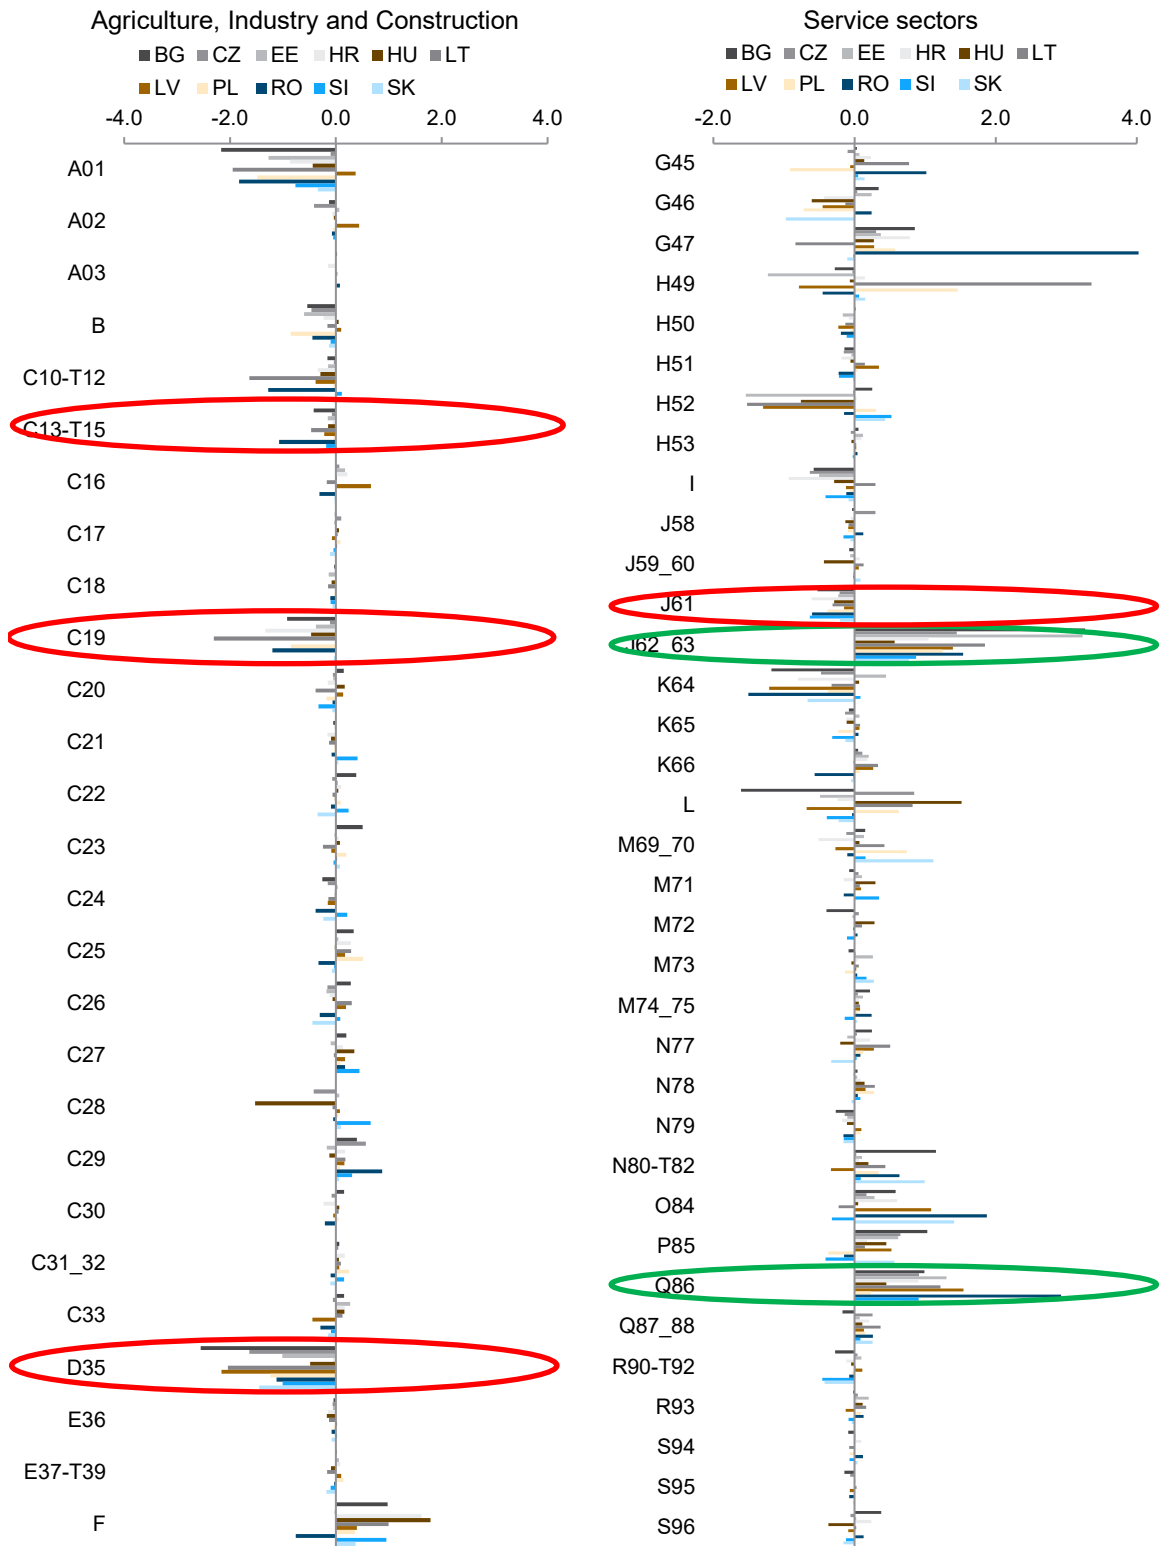 Agriculture, Industry and Construction
BG CZ EE HR HU LT
LV PL RO SI SK
-4.0 -2.0 0.0 2.0 4.0
A01
A02
A03
B
C10-T12
C13-T15
C16
C17
C18
C19
C20
C21
C22
C23
C24
C25
C26
C27
C28
C29
C30
C31_32
C33
D35
E36
E37-T39
F
Service sectors
BG CZ EE HR HU LT
LV PL RO SI SK
-2.0 0.0 2.0 4.0
G45
G46
G47
H49
H50
H51
H52
H53
I
J58
J59_60
J61
J62_63
K64
K65
K66
L
M69_70
M71
M72
M73
M74_75
N77
N78
N79
N80-T82
O84
P85
Q86
Q87_88
R90-T92
R93
S94
S95
S96